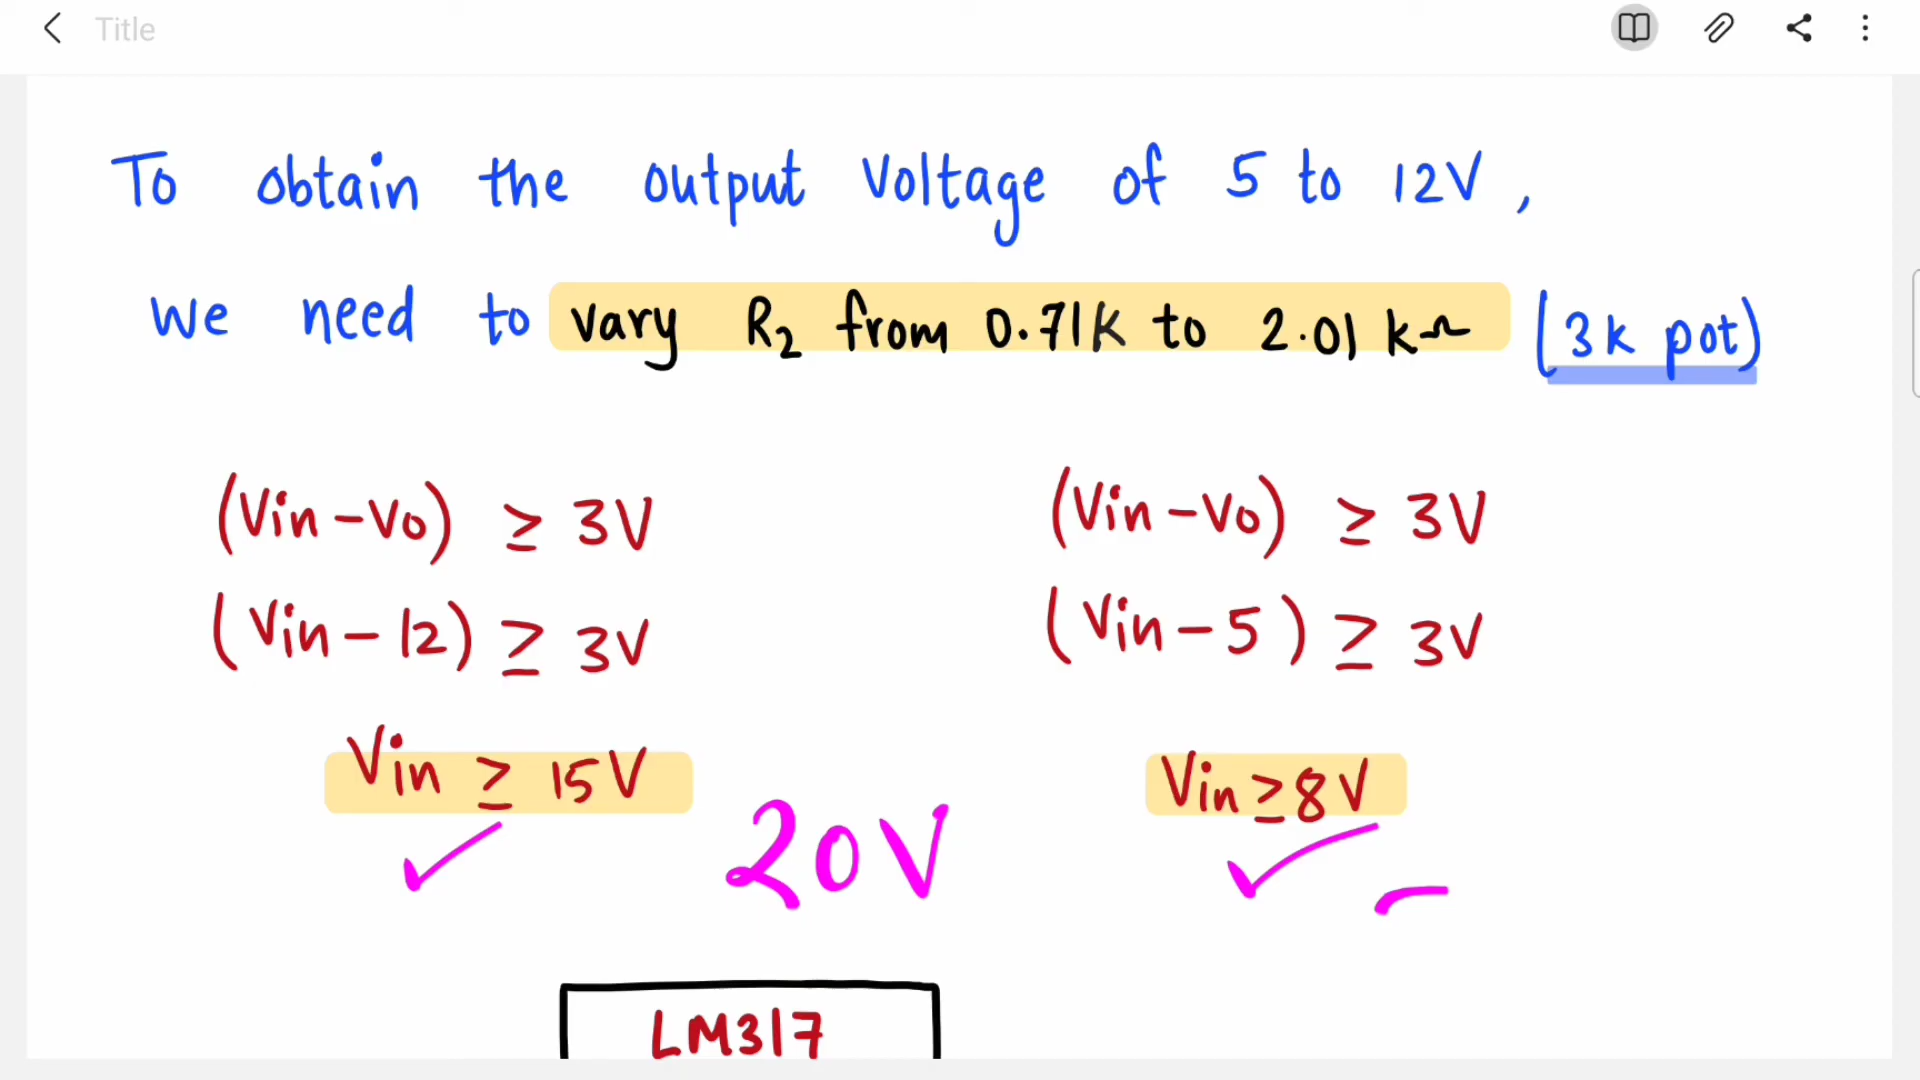 Title
To obtain the output Voltage of 5 to 12V,
we need to vary R₂ from 0.71K to 2.01 kΩ (3k pot)
(Vin-Vo) ≥ 3V (Vin-Vo) ≥ 3V
(Vin-12) ≥ 3V (Vin-5) ≥ 3V
Vin ≥ 15V Vin≥8V
20V
LM317